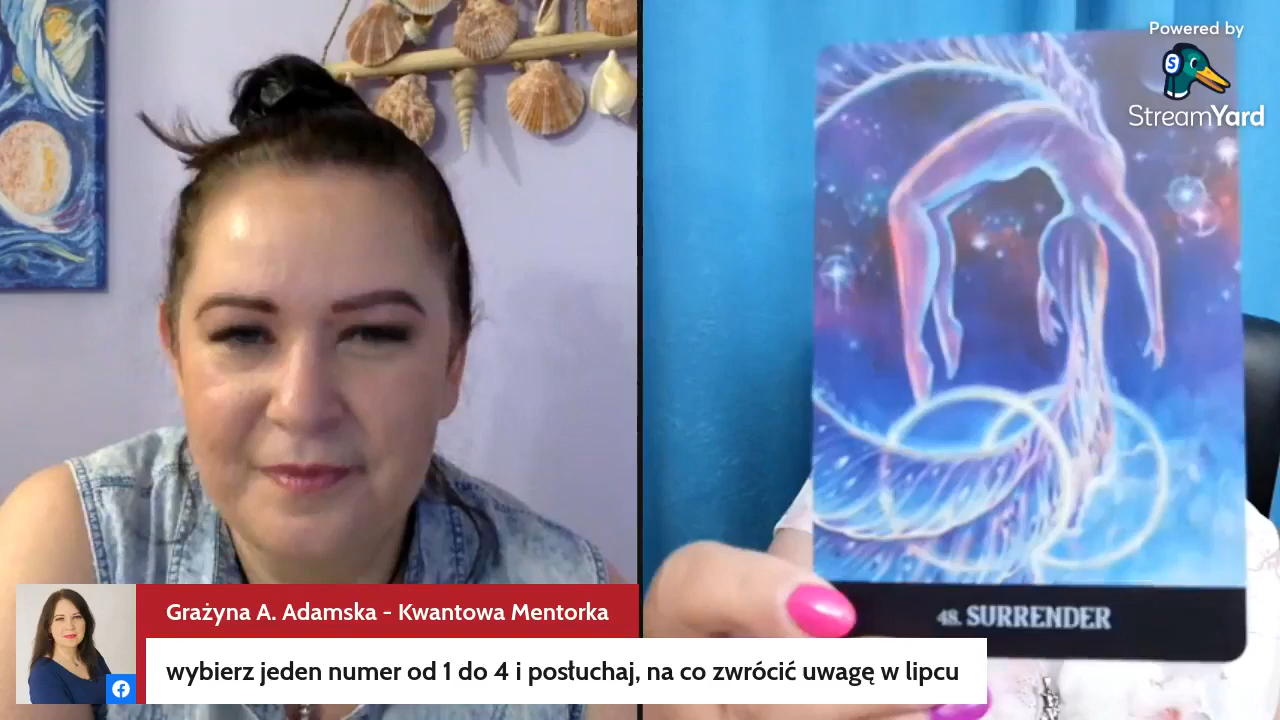 Powered by
StreamYard
48. SURRENDER
Grażyna A. Adamska - Kwantowa Mentorka
wybierz jeden numer od 1 do 4 i posłuchaj, na co zwrócić uwagę w lipcu